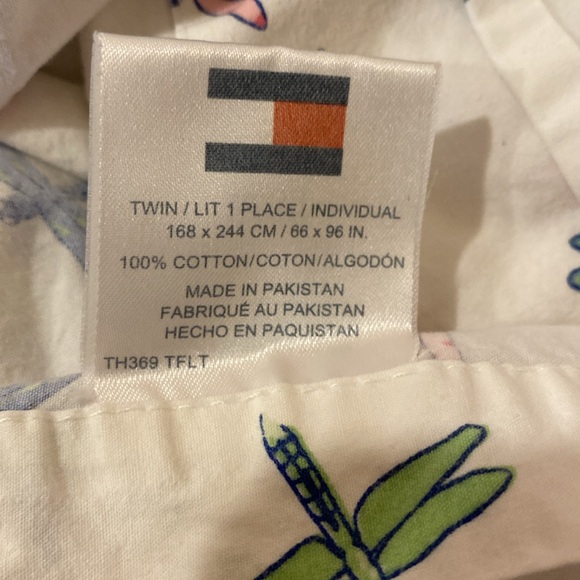 TWIN / LIT 1 PLACE / INDIVIDUAL
168 x 244 CM / 66 x 96 IN.
100% COTTON/COTON/ALGODÓN
MADE IN PAKISTAN
FABRIQUÉ AU PAKISTAN
HECHO EN PAQUISTAN
TH369 TFLT